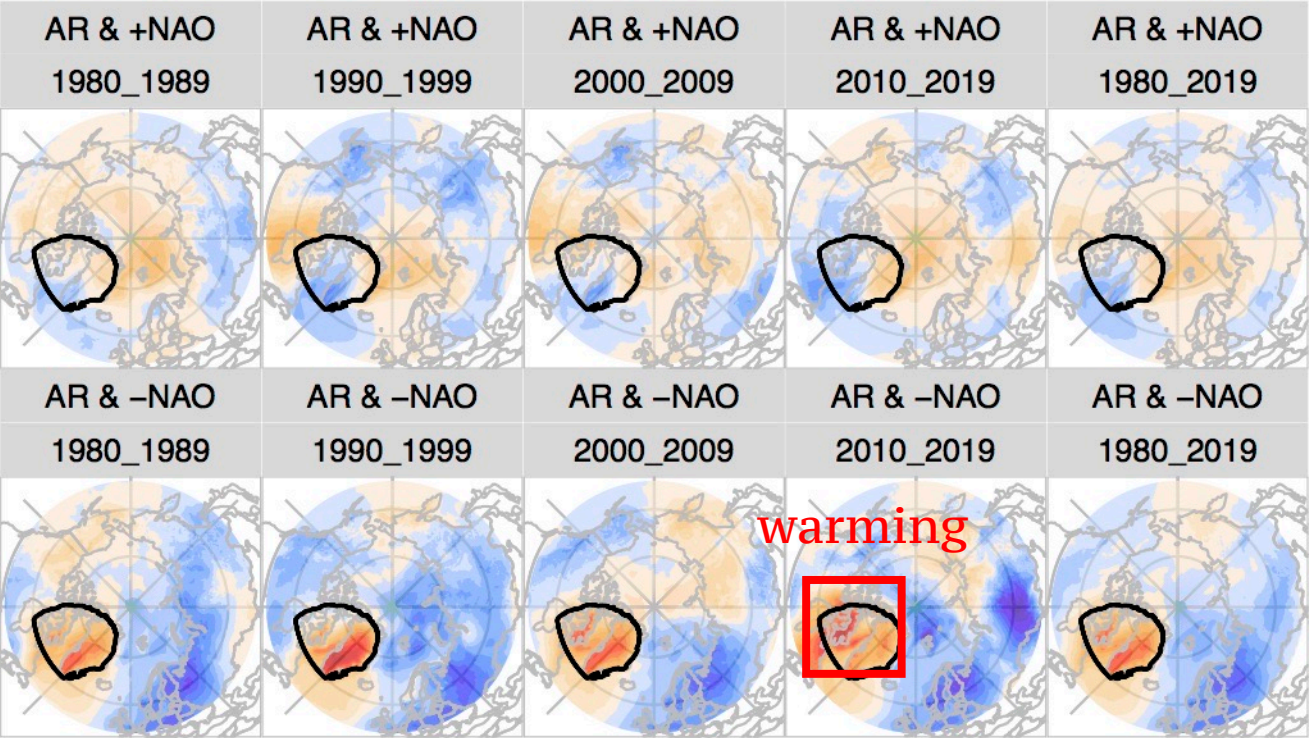 AR & +NAO AR & +NAO AR & +NAO AR & +NAO AR & +NAO
1980_1989 1990_1999 2000_2009 2010_2019 1980_2019
AR & −NAO AR & −NAO AR & −NAO AR & −NAO AR & −NAO
1980_1989 1990_1999 2000_2009 2010_2019 1980_2019
warming